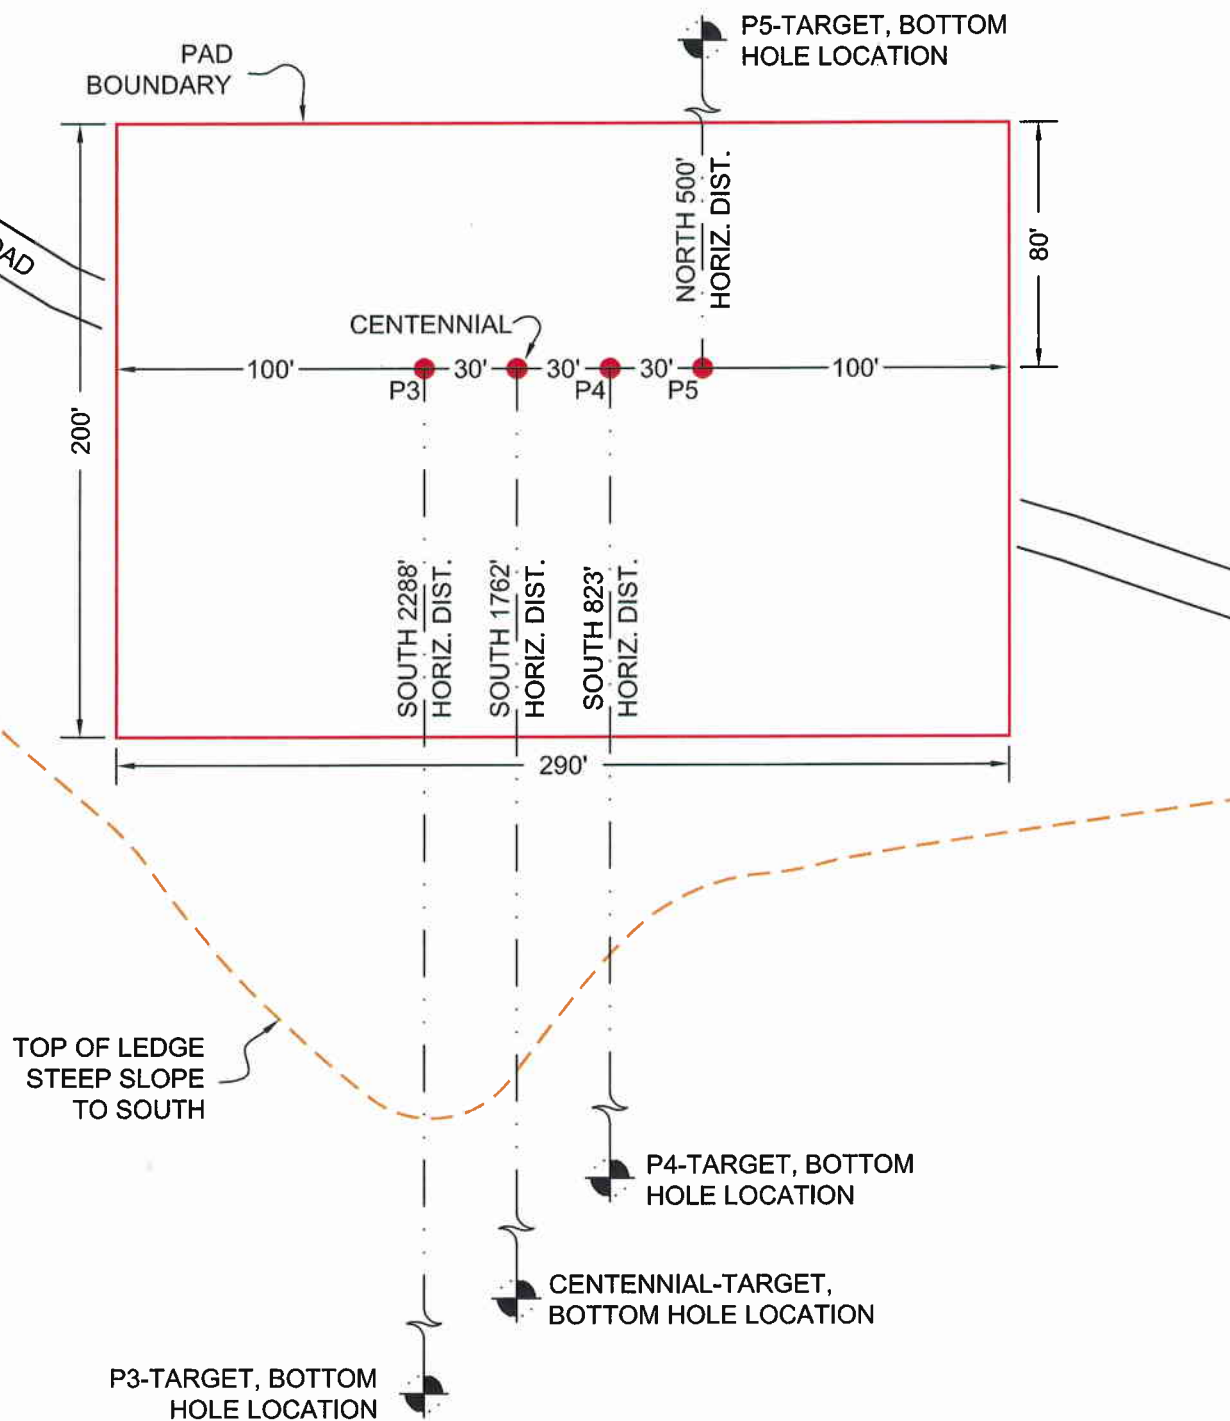 P5-TARGET, BOTTOM
HOLE LOCATION
PAD
BOUNDARY
NORTH 500'
HORIZ. DIST.
80'
CENTENNIAL
100'
30'
30'
30'
100'
P3
P4
P5
200'
SOUTH 2288'
HORIZ. DIST.
SOUTH 1762'
HORIZ. DIST.
SOUTH 823'
HORIZ. DIST.
290'
TOP OF LEDGE
STEEP SLOPE
TO SOUTH
P4-TARGET, BOTTOM
HOLE LOCATION
CENTENNIAL-TARGET,
BOTTOM HOLE LOCATION
P3-TARGET, BOTTOM
HOLE LOCATION